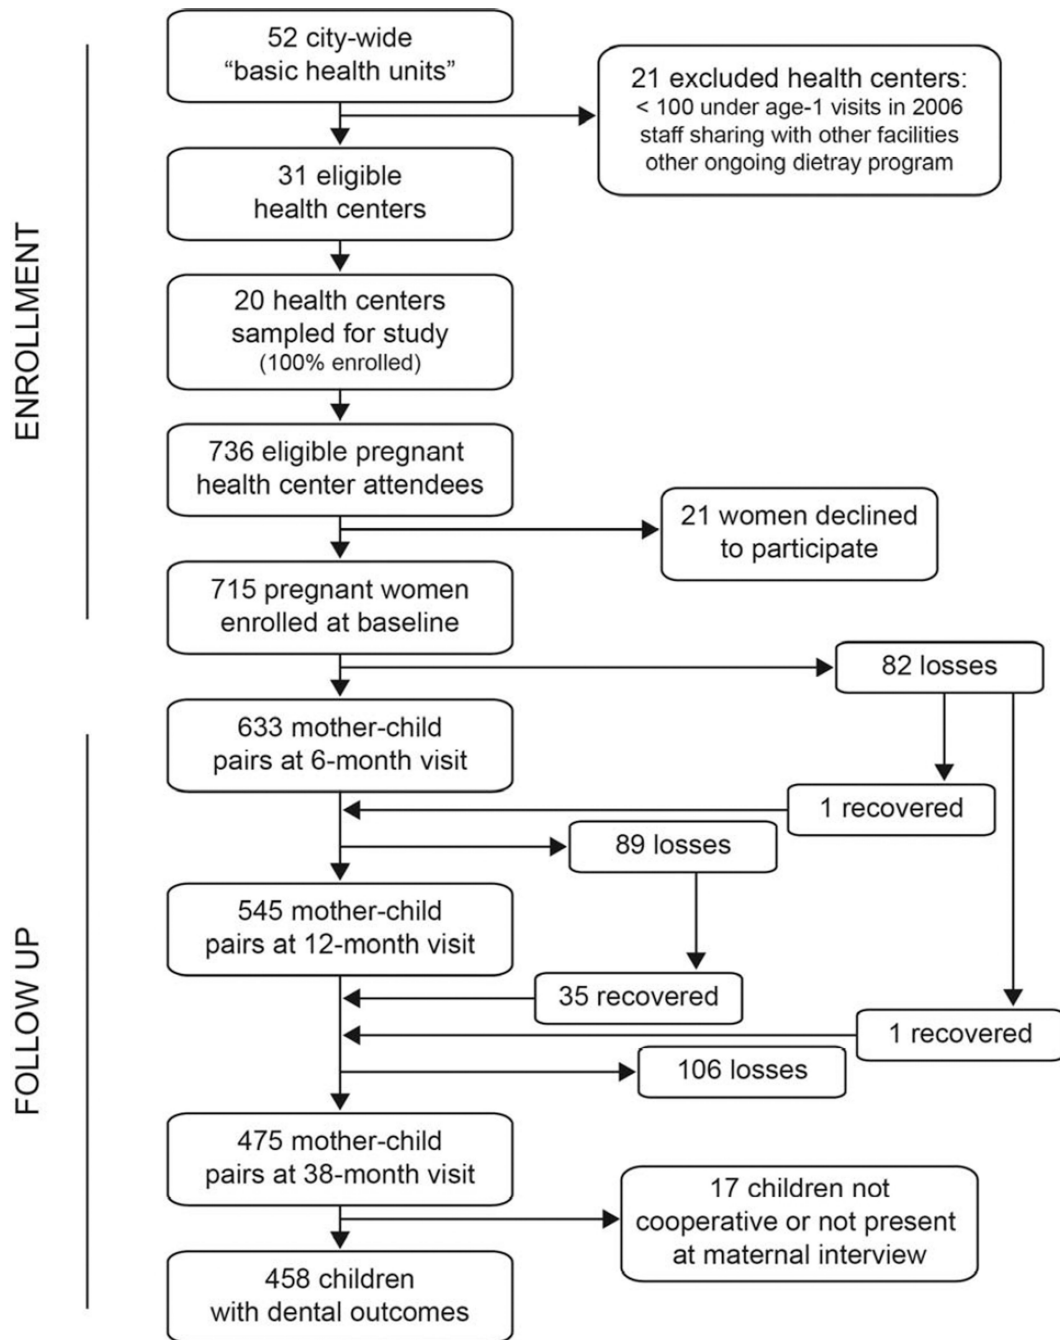 ENROLLMENT
52 city-wide
“basic health units”
21 excluded health centers:
< 100 under age-1 visits in 2006
staff sharing with other facilities
other ongoing dietray program
31 eligible
health centers
20 health centers
sampled for study
(100% enrolled)
736 eligible pregnant
health center attendees
21 women declined
to participate
715 pregnant women
enrolled at baseline
82 losses
FOLLOW UP
633 mother-child
pairs at 6-month visit
1 recovered
89 losses
545 mother-child
pairs at 12-month visit
35 recovered
1 recovered
106 losses
475 mother-child
pairs at 38-month visit
17 children not
cooperative or not present
at maternal interview
458 children
with dental outcomes